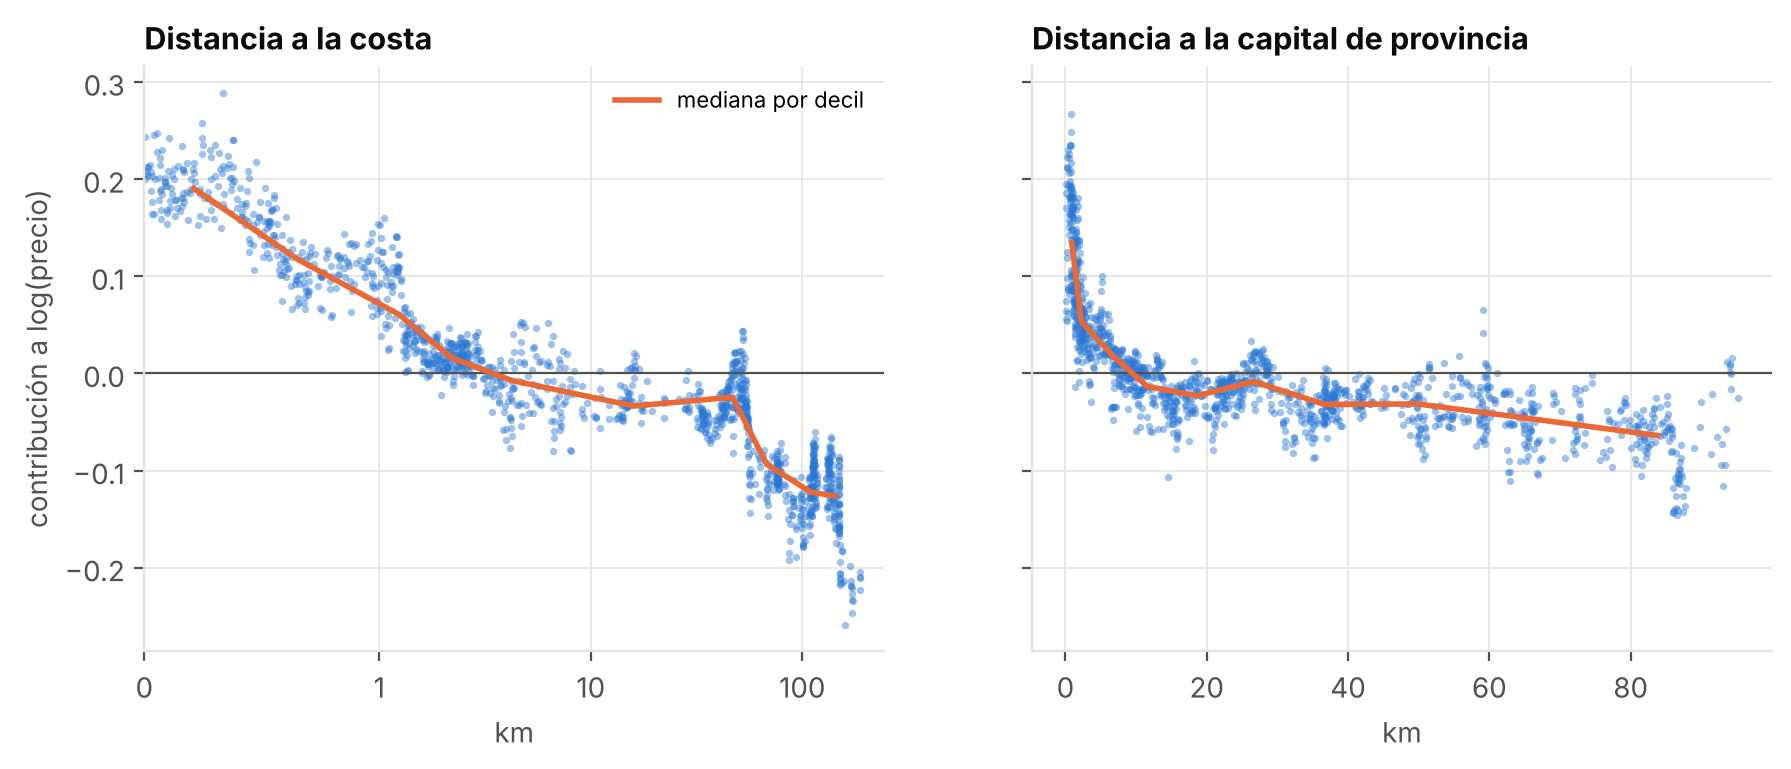 Distancia a la costa
Distancia a la capital de provincia
mediana por decil
contribución a log(precio)
0.3
0.2
0.1
0.0
−0.1
−0.2
0 1 10 100
km
0 20 40 60 80
km